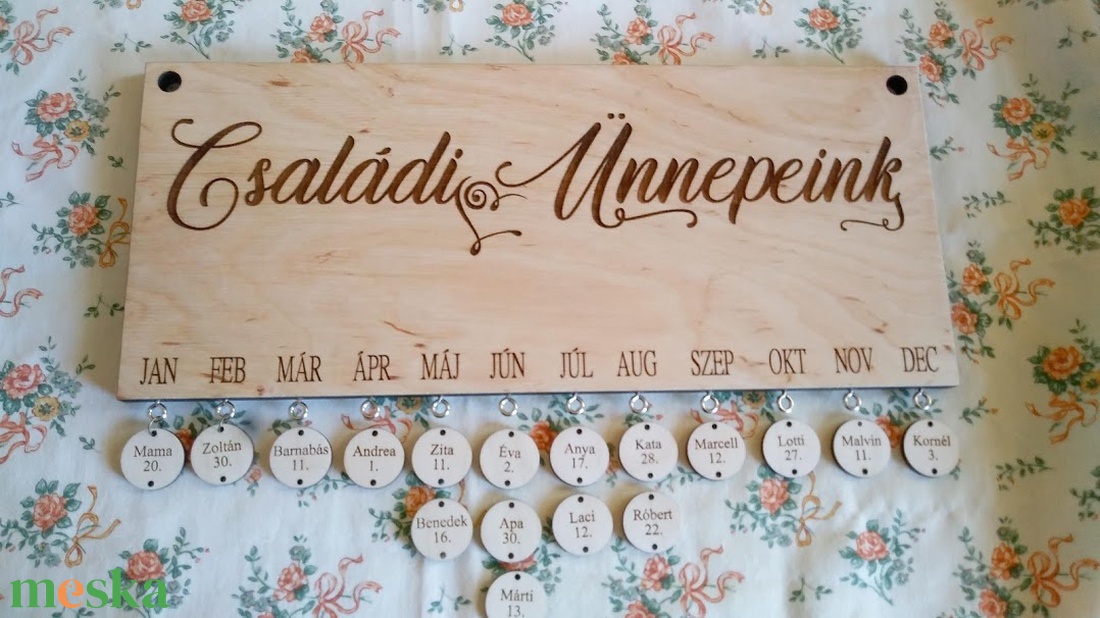 Családi Ünnepeink
JAN FEB MÁR ÁPR MÁJ JÚN JÚL AUG SZEP OKT NOV DEC
Mama
20.
Zoltán
30.
Barnabás
11.
Andrea
1.
Zita
11.
Éva
2.
Anya
17.
Kata
28.
Marcell
12.
Lotti
27.
Malvin
11.
Kornél
3.
Benedek
16.
Apa
30.
Laci
12.
Róbert
22.
Márti
13.
meska